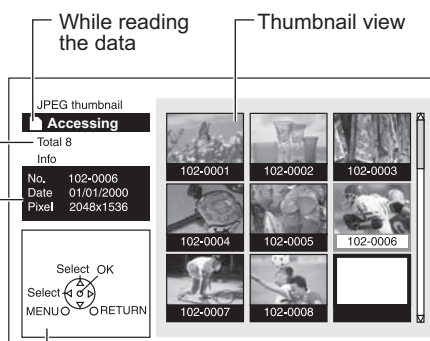 While reading
the data
Thumbnail view
JPEG thumbnail
Accessing
Total 8
Info
No. 102-0006
Date 01/01/2000
Pixel 2048x1536
Select OK
Select
MENU RETURN
102-0001 102-0002 102-0003
102-0004 102-0005 102-0006
102-0007 102-0008